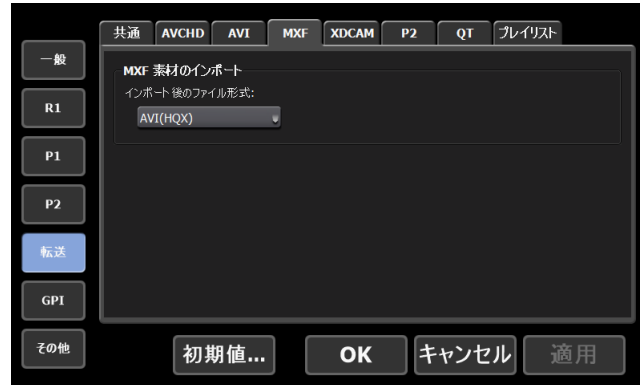 共通 AVCHD AVI MXF XDCAM P2 QT プレイリスト
一般
R1
P1
P2
転送
GPI
その他
MXF 素材のインポート
インポート後のファイル形式:
AVI(HQX)
初期値... OK キャンセル 適用